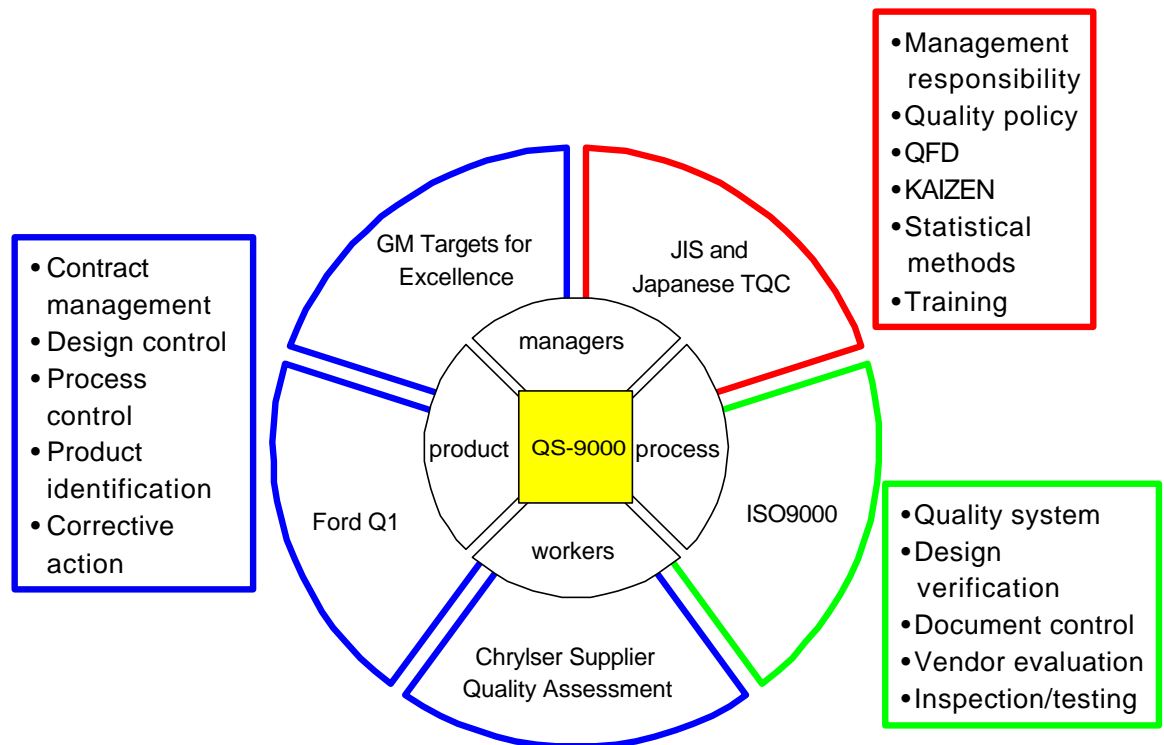 •Management
responsibility
•Quality policy
•QFD
•KAIZEN
•Statistical
methods
•Training
GM Targets for
Excellence
JIS and
Japanese TQC
• Contract
management
• Design control
• Process
control
• Product
identification
• Corrective
action
managers
product
QS-9000
process
workers
Ford Q1
ISO9000
Chrylser Supplier
Quality Assessment
•Quality system
•Design
verification
•Document control
•Vendor evaluation
•Inspection/testing